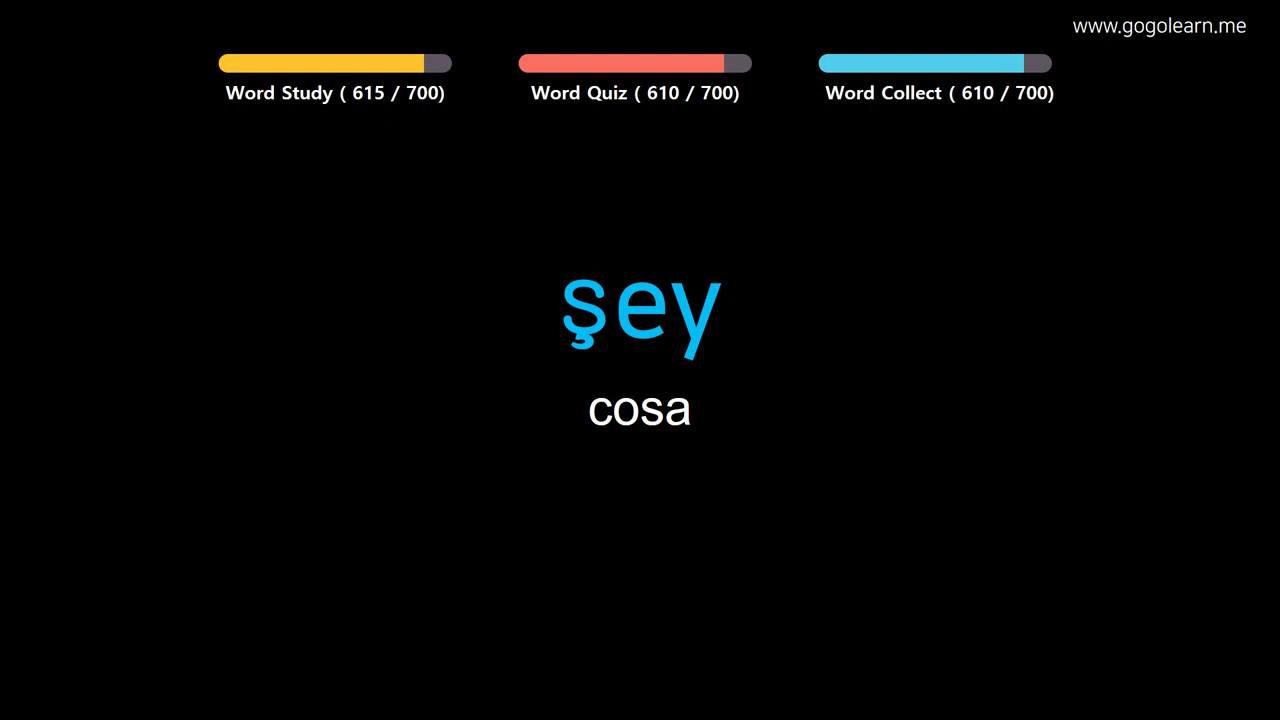 www.gogolearn.me
Word Study ( 615 / 700)
Word Quiz ( 610 / 700)
Word Collect ( 610 / 700)
şey
cosa